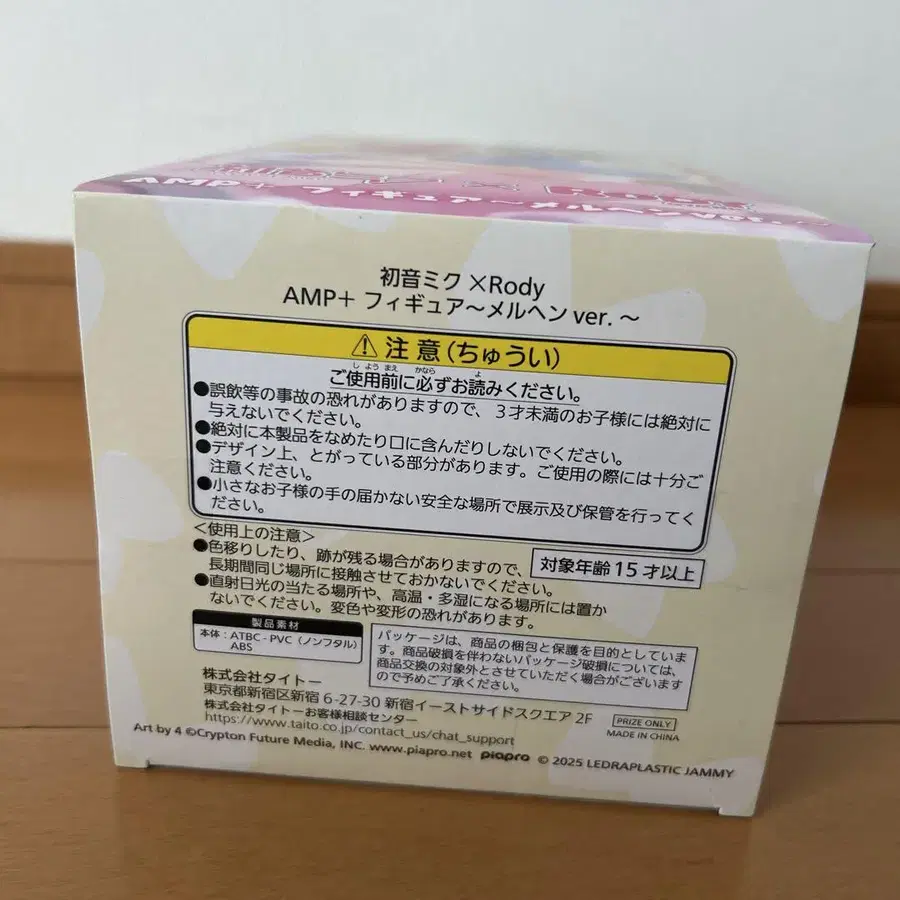 AMP+ フィギュア～メルヘンver.～
初音ミク×Rody
AMP+ フィギュア～メルヘン ver. ～
⚠注意(ちゅうい)
しようまえ かなら よ
ご使用前に必ずお読みください。
●誤飲等の事故の恐れがありますので、3才未満のお子様には絶対に
与えないでください。
●絶対に本製品をなめたり口に含んだりしないでください。
●デザイン上、とがっている部分があります。ご使用の際には十分ご
注意ください。
●小さなお子様の手の届かない安全な場所で展示及び保管を行ってく
ださい。
<使用上の注意>
●色移りしたり、跡が残る場合がありますので、
長期間同じ場所に接触させておかないでください。
●直射日光の当たる場所や、高温・多湿になる場所には置か
ないでください。変色や変形の恐れがあります。
対象年齢15才以上
製品素材
本体：ATBC-PVC（ノンフタル）
ABS
パッケージは、商品の梱包と保護を目的としていま
す。商品破損を伴わないパッケージ破損については、
商品交換の対象外とさせていただく場合がございます
ので予めご了承ください。
株式会社タイトー
東京都新宿区新宿 6-27-30 新宿イーストサイドスクエア 2F
株式会社タイトーお客様相談センター
https://www.taito.co.jp/contact_us/chat_support
PRIZE ONLY
MADE IN CHINA
Art by 4 ©Crypton Future Media, INC. www.piapro.net piapro © 2025 LEDRAPLASTIC JAMMY